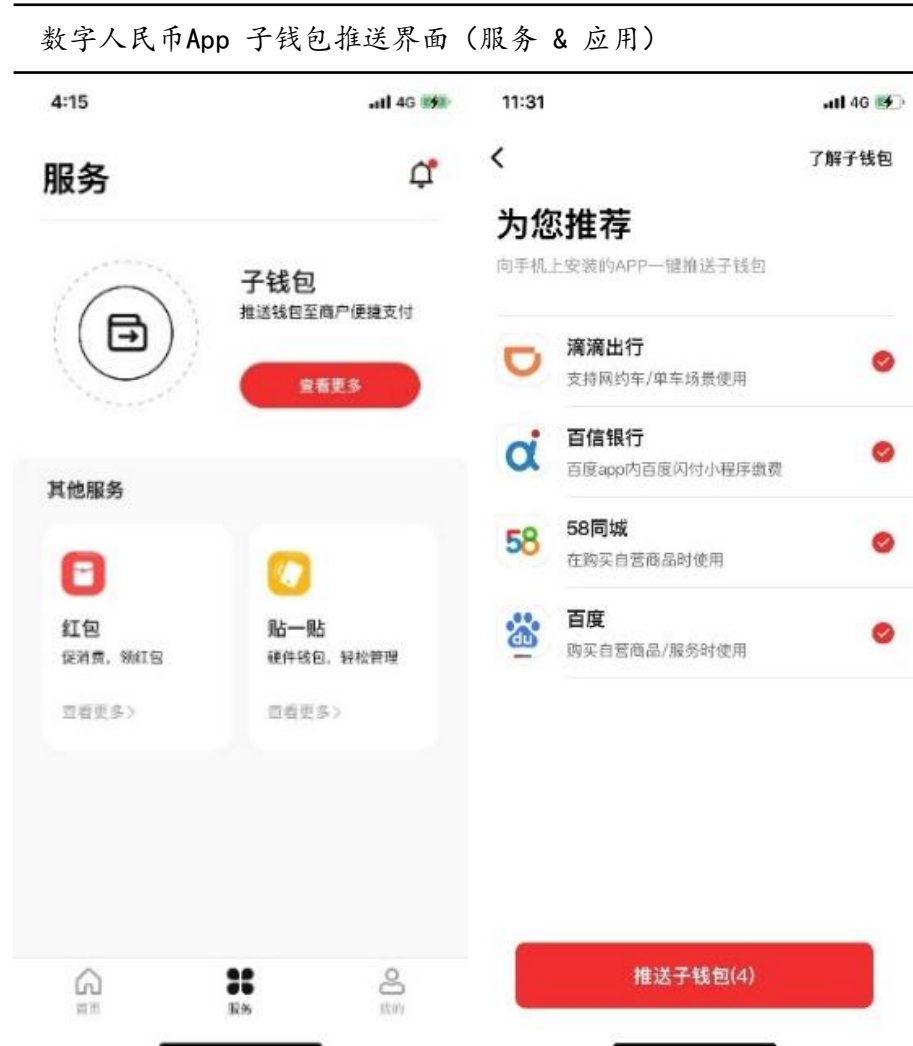 数字人民币App 子钱包推送界面（服务 & 应用）
4:15
4G
服务
子钱包
推送钱包至商户便捷支付
查看更多
其他服务
红包
促消费，领红包
查看更多>
贴一贴
硬件钱包，轻松管理
查看更多>
首页
服务
我的
11:31
4G
了解子钱包
为您推荐
向手机上安装的APP一键推送子钱包
滴滴出行
支持网约车/单车场景使用
百信银行
百度app内百度闪付小程序缴费
58
58同城
在购买自营商品时使用
du
百度
购买自营商品/服务时使用
推送子钱包(4)